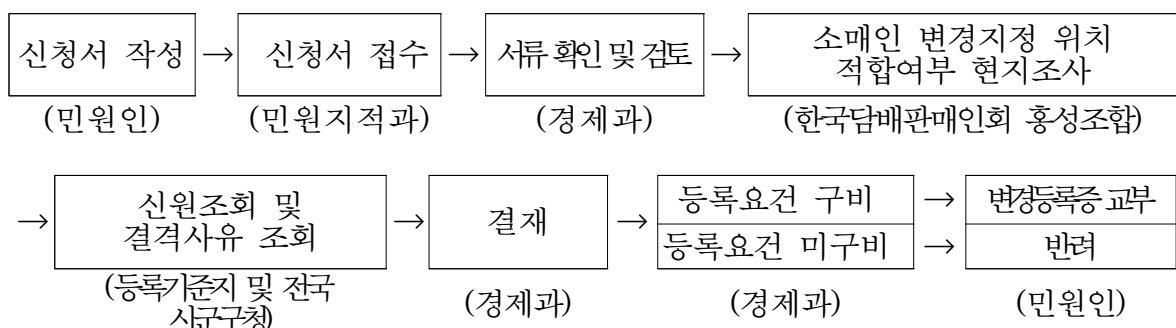 신청서 작성 → 신청서 접수 → 서류 확인 및 검토 → 소매인 변경지정 위치
적합여부 현지조사
(민원인) (민원지적과) (경제과) (한국담배판매인회 홍성조합)
→ 신원조회 및
결격사유 조회 → 결재 → 등록요건 구비 → 변경등록증 교부
등록요건 미구비 → 반려
(등록기준지 및 전국
시군구청) (경제과) (경제과) (민원인)